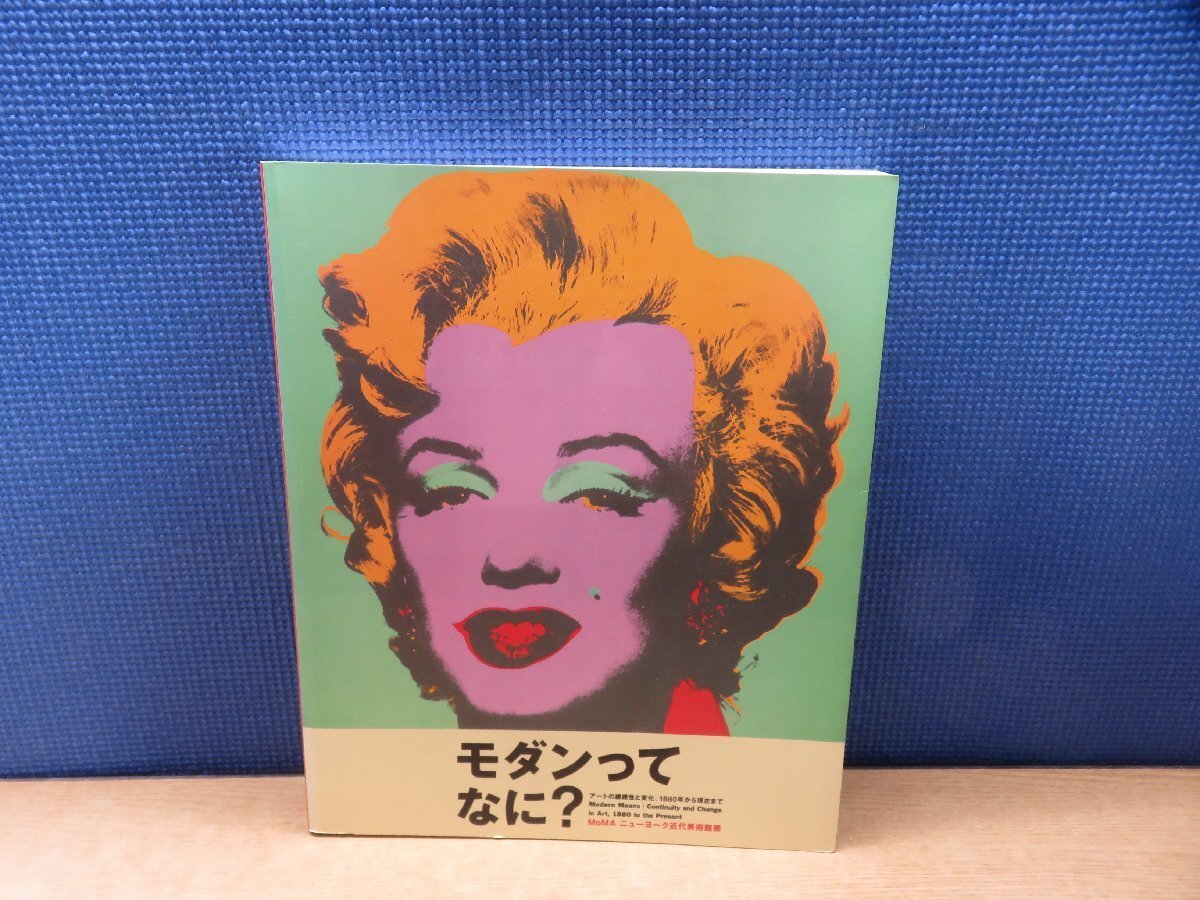 モダンって
なに?
アートの継続性と変化、1880年から現在まで
Modern Means | Continuity and Change
in Art, 1880 to the Present
MoMA ニューヨーク近代美術館展